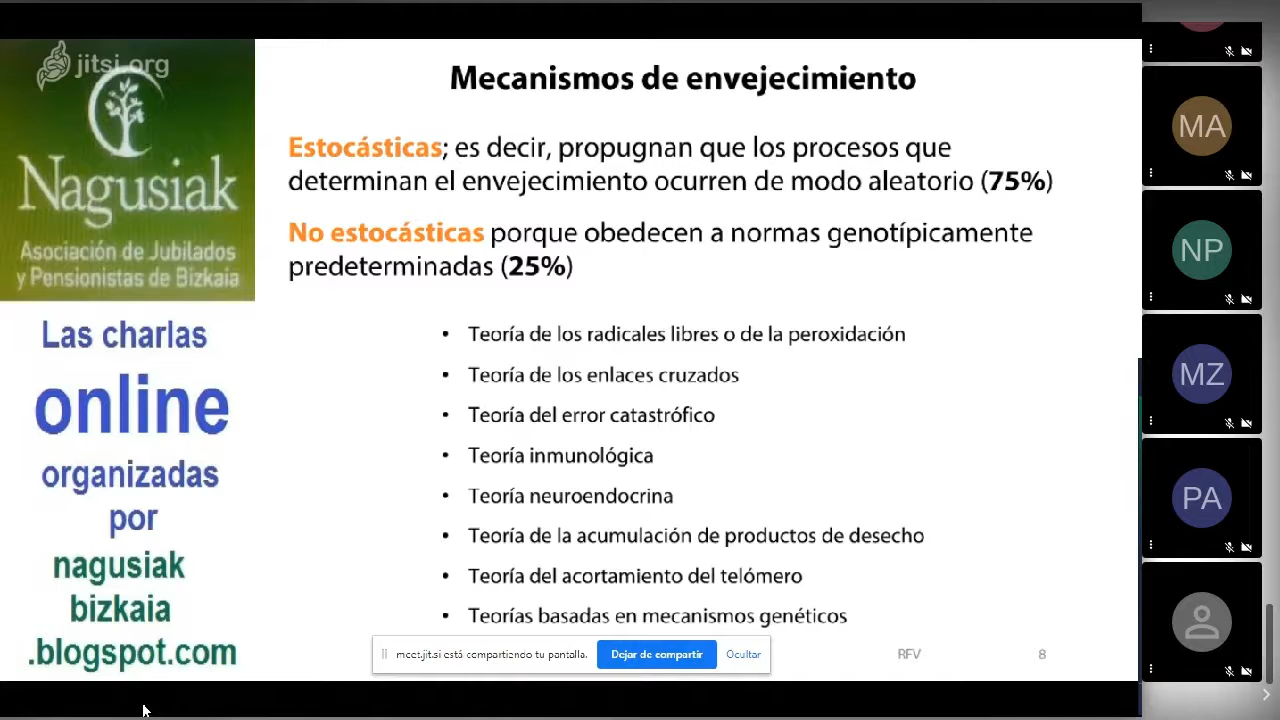 jitsi.org
Nagusiak
Asociación de Jubilados
y Pensionistas de Bizkaia
Las charlas
online
organizadas
por
nagusiak
bizkaia
.blogspot.com
Mecanismos de envejecimiento
Estocásticas; es decir, propugnan que los procesos que
determinan el envejecimiento ocurren de modo aleatorio (75%)
No estocásticas porque obedecen a normas genotípicamente
predeterminadas (25%)
• Teoría de los radicales libres o de la peroxidación
• Teoría de los enlaces cruzados
• Teoría del error catastrófico
• Teoría inmunológica
• Teoría neuroendocrina
• Teoría de la acumulación de productos de desecho
• Teoría del acortamiento del telómero
• Teorías basadas en mecanismos genéticos
meet.jit.si está compartiendo tu pantalla.
Dejar de compartir
Ocultar
RFV
8
MA
NP
MZ
PA